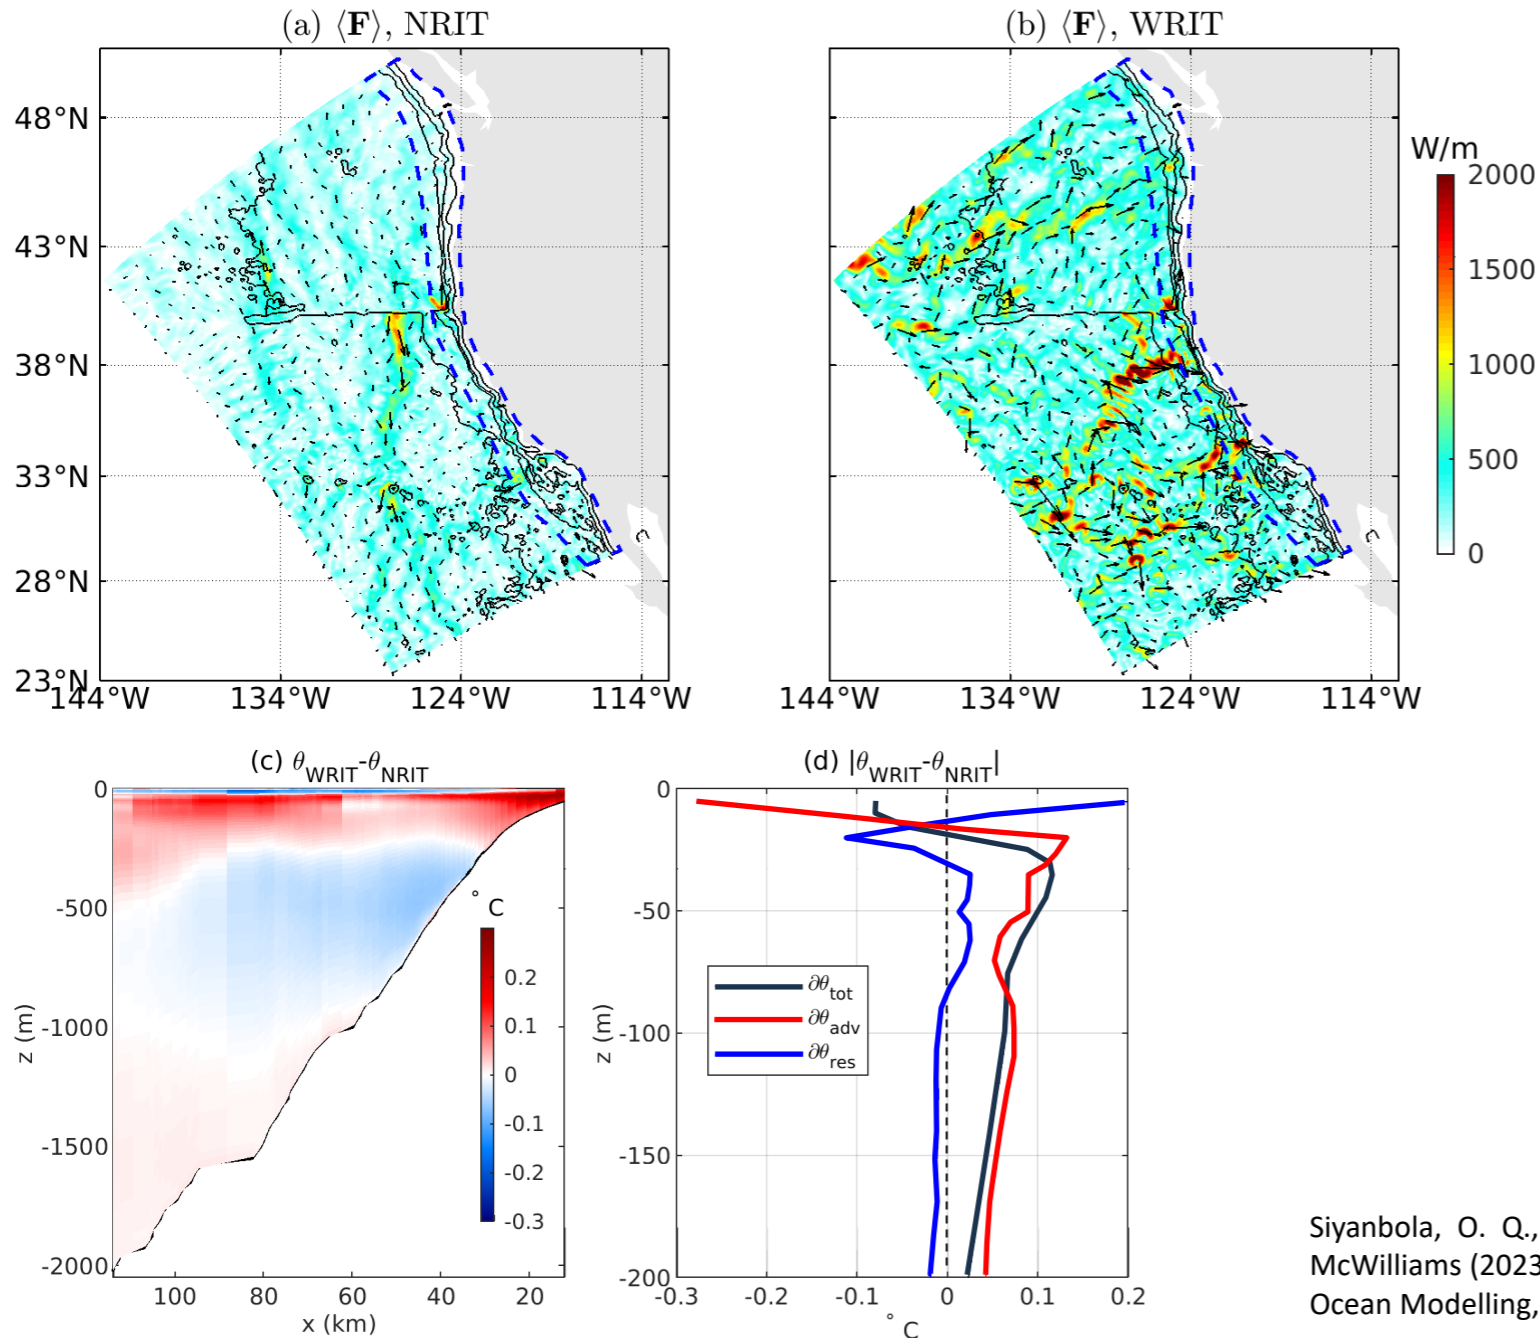 (a) ⟨F⟩, NRIT
(b) ⟨F⟩, WRIT
48°N
43°N
38°N
33°N
28°N
23°N
144°W 134°W 124°W 114°W
144°W 134°W 124°W 114°W
W/m
2000
1500
1000
500
0
(c) θWRIT-θNRIT
0
-500
-1000
-1500
-2000
z (m)
100 80 60 40 20
x (km)
°C
0.2
0.1
0
-0.1
-0.2
-0.3
(d) |θWRIT-θNRIT|
0
-50
-100
-150
-200
z (m)
∂θtot
∂θadv
∂θres
-0.3 -0.2 -0.1 0 0.1 0.2
°C
Siyanbola, O. Q.,
McWilliams (2023
Ocean Modelling,